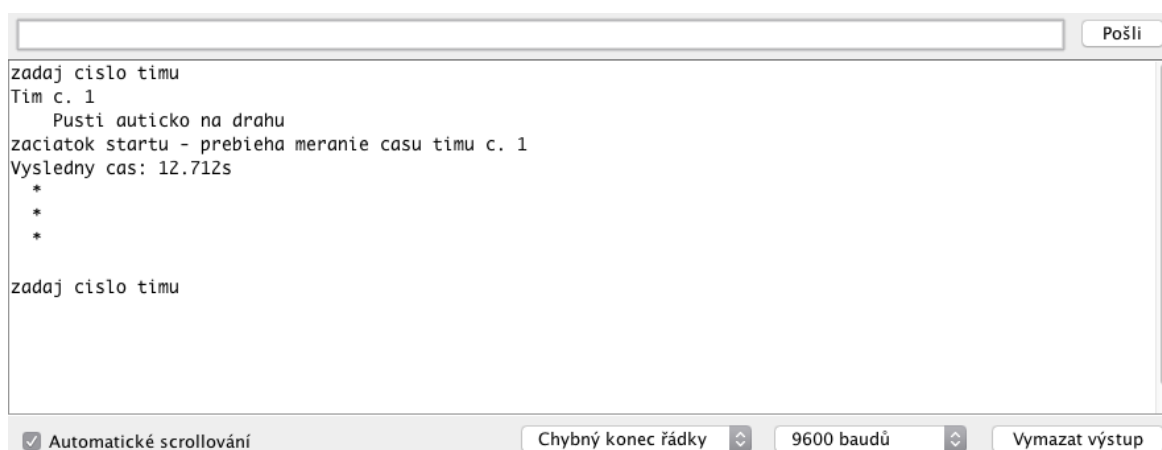 Pošli
zadaj cislo timu
Tim c. 1
Pusti auticko na drahu
zaciatok startu - prebieha meranie casu timu c. 1
Vysledny cas: 12.712s
*
*
*
zadaj cislo timu
Automatické scrollování
Chybný konec řádky
9600 baudů
Vymazat výstup